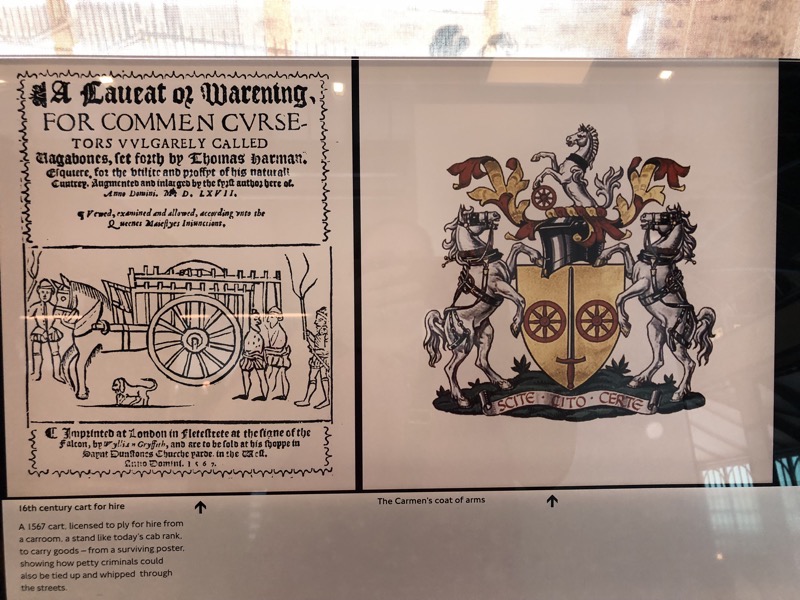 A Caueat or Warening,
FOR COMMEN CVRSE-
TORS VVLGARELY CALLED
Vagabones, set forth by Thomas Harman.
Esquiere, for the vtilite and proffyt of his naturall
Cuntrey. Augmented and inlarged by the fyrst author here of.
Anno Domini. M. D. LXVII.
¶ Vewed, examined and allowed, according vnto the
Queenes Maiestyes Iniunctions.
¶ Imprinted at London in Fletestrete at the signe of the
Falcon, by Wylliam Gryffith, and are to be sold at his shoppe in
Saynt Dunstones Churche yarde. in the West.
Anno Domini. 1567.
SCITE CITO CERTE
16th century cart for hire
A 1567 cart, licensed to ply for hire from
a carroom, a stand like today's cab rank,
to carry goods – from a surviving poster,
showing how petty criminals could
also be tied up and whipped through
the streets.
The Carmen's coat of arms